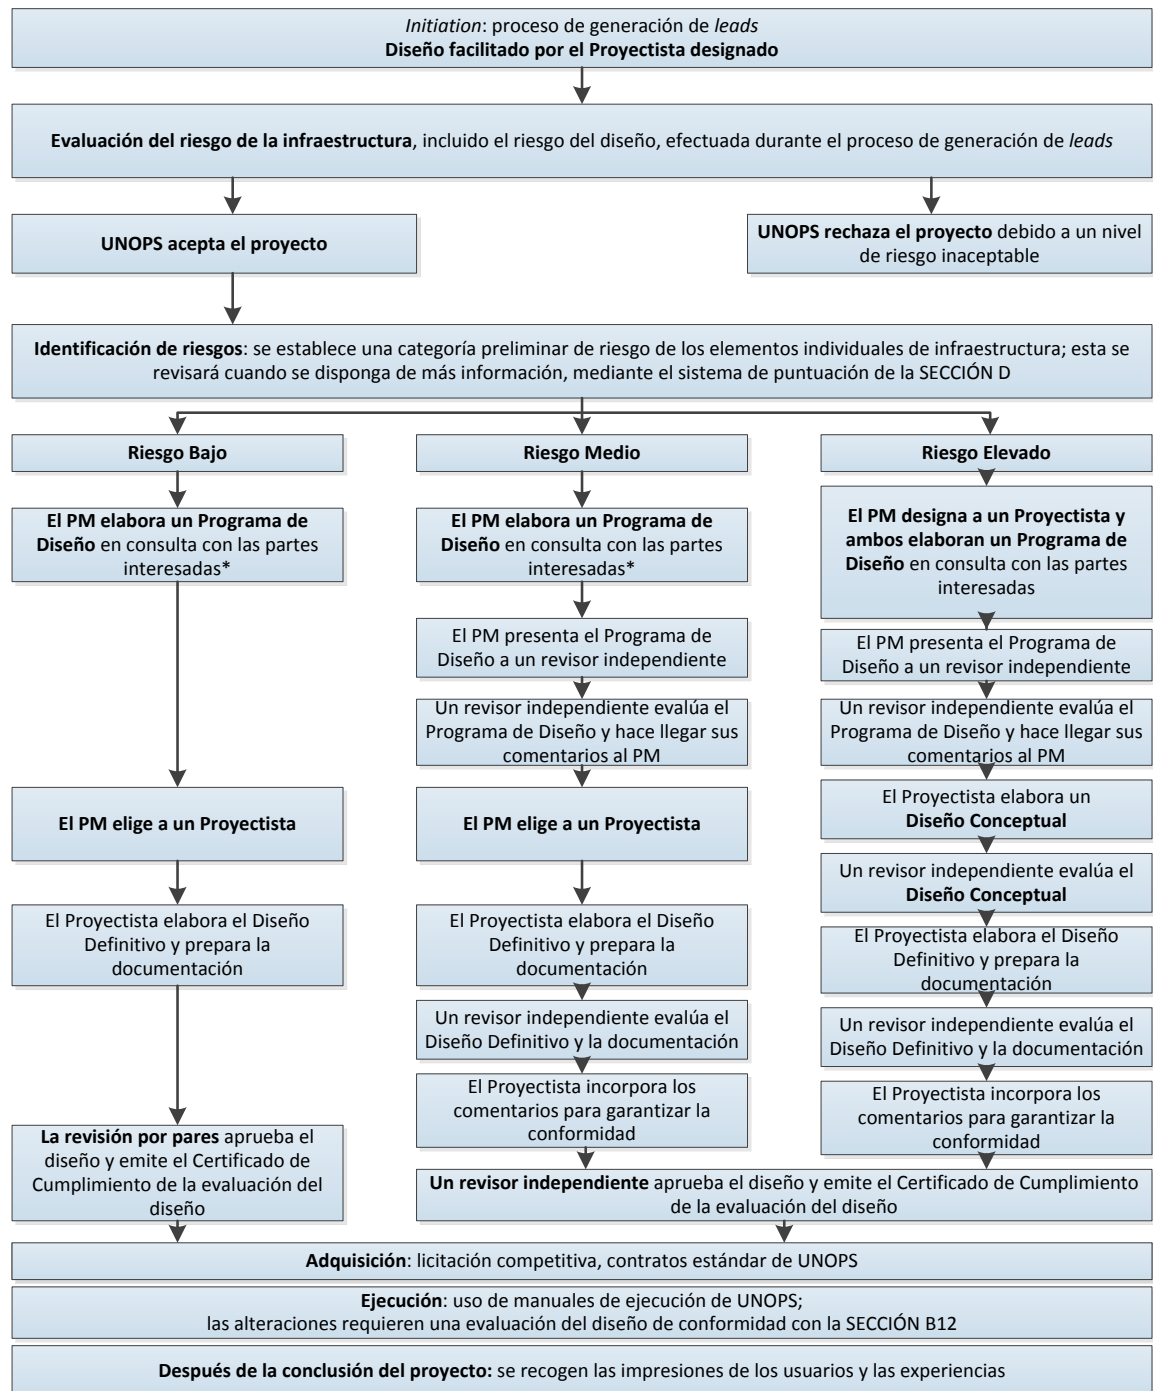 Initiation: proceso de generación de leads
Diseño facilitado por el Proyectista designado
Evaluación del riesgo de la infraestructura, incluido el riesgo del diseño, efectuada durante el proceso de generación de leads
UNOPS acepta el proyecto
UNOPS rechaza el proyecto debido a un nivel
de riesgo inaceptable
Identificación de riesgos: se establece una categoría preliminar de riesgo de los elementos individuales de infraestructura; esta se
revisará cuando se disponga de más información, mediante el sistema de puntuación de la SECCIÓN D
Riesgo Bajo
El PM elabora un Programa de
Diseño en consulta con las partes
interesadas*
El PM elige a un Proyectista
El Proyectista elabora el Diseño
Definitivo y prepara la
documentación
La revisión por pares aprueba el
diseño y emite el Certificado de
Cumplimiento de la evaluación del
diseño
Riesgo Medio
El PM elabora un Programa de
Diseño en consulta con las partes
interesadas*
El PM presenta el Programa de
Diseño a un revisor independiente
Un revisor independiente evalúa el
Programa de Diseño y hace llegar sus
comentarios al PM
El PM elige a un Proyectista
El Proyectista elabora el Diseño
Definitivo y prepara la
documentación
Un revisor independiente evalúa el
Diseño Definitivo y la documentación
El Proyectista incorpora los
comentarios para garantizar la
conformidad
Riesgo Elevado
El PM designa a un Proyectista y
ambos elaboran un Programa de
Diseño en consulta con las partes
interesadas
El PM presenta el Programa de
Diseño a un revisor independiente
Un revisor independiente evalúa el
Programa de Diseño y hace llegar sus
comentarios al PM
El Proyectista elabora un
Diseño Conceptual
Un revisor independiente evalúa el
Diseño Conceptual
El Proyectista elabora el Diseño
Definitivo y prepara la
documentación
Un revisor independiente evalúa el
Diseño Definitivo y la documentación
El Proyectista incorpora los
comentarios para garantizar la
conformidad
Un revisor independiente aprueba el diseño y emite el Certificado de Cumplimiento
de la evaluación del diseño
Adquisición: licitación competitiva, contratos estándar de UNOPS
Ejecución: uso de manuales de ejecución de UNOPS;
las alteraciones requieren una evaluación del diseño de conformidad con la SECCIÓN B12
Después de la conclusión del proyecto: se recogen las impresiones de los usuarios y las experiencias